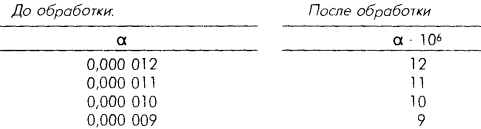 До обработки: После обработки
α α · 10⁶
0,000 012 12
0,000 011 11
0,000 010 10
0,000 009 9